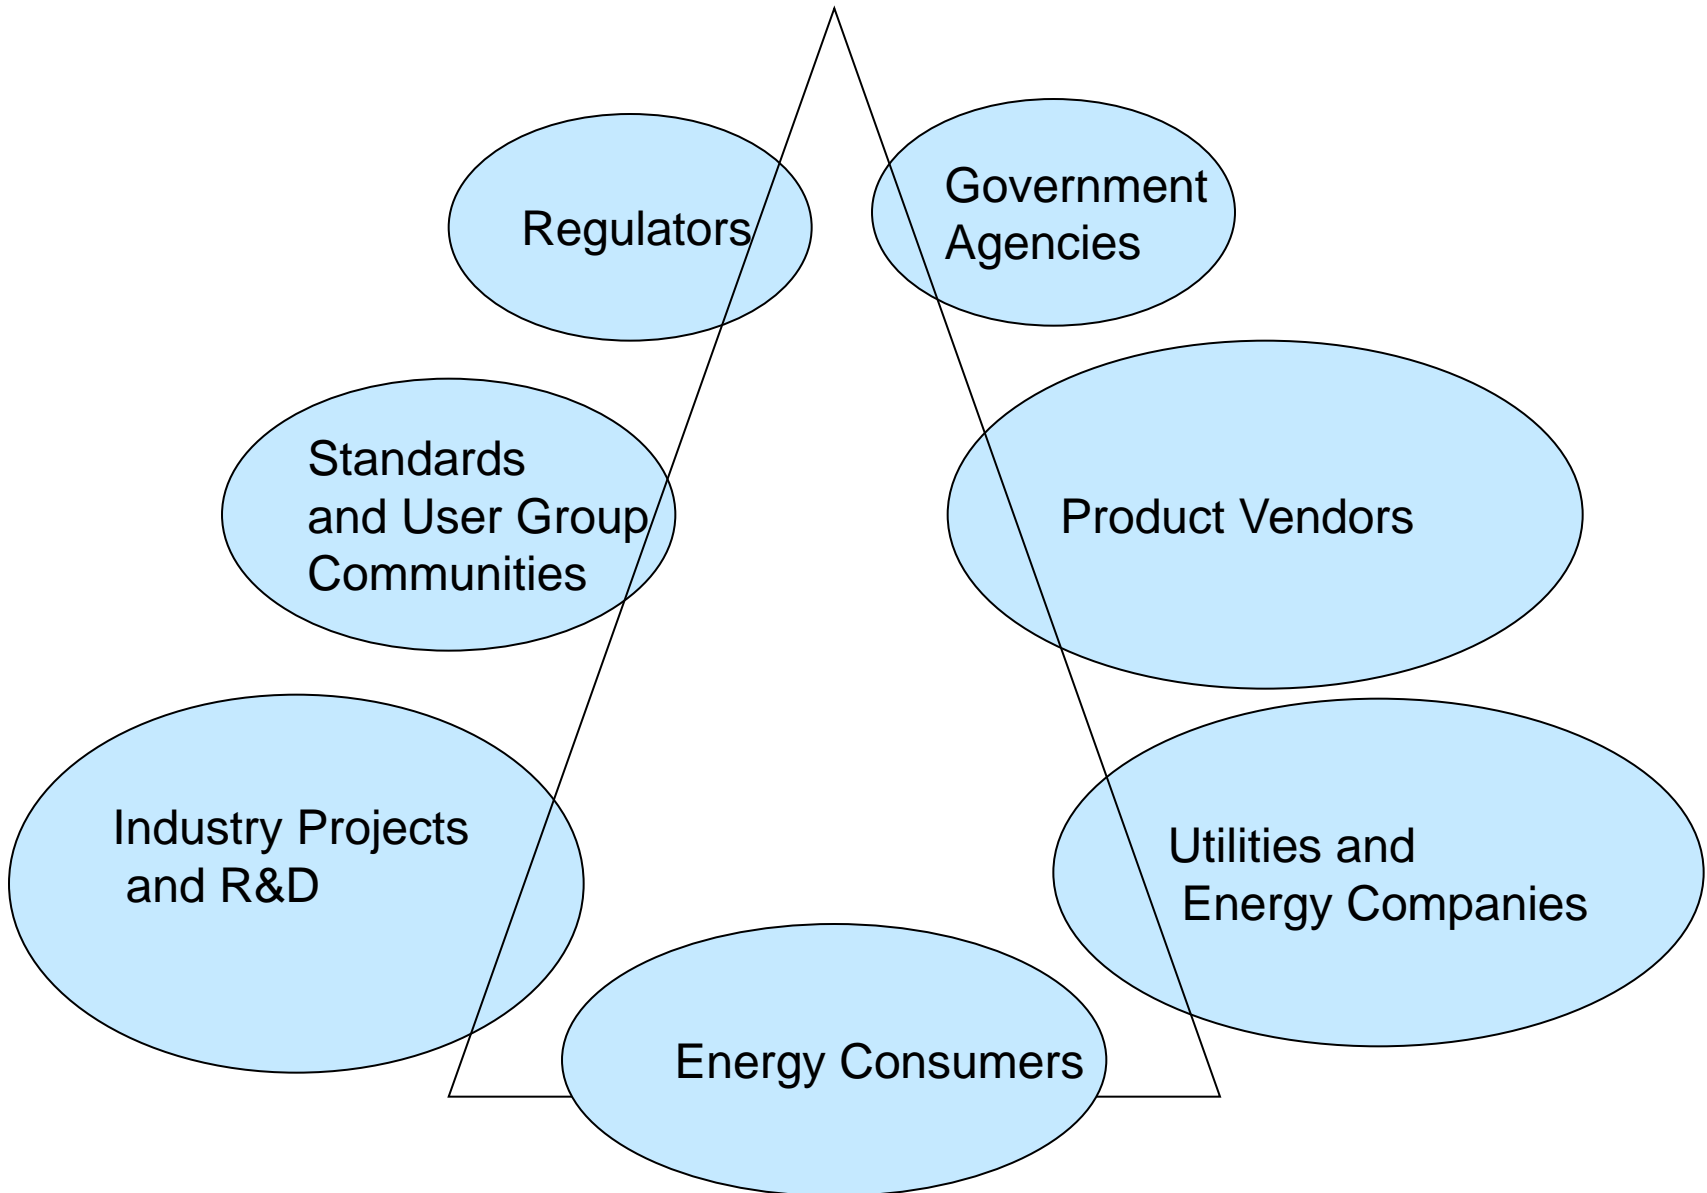 Regulators
Government
Agencies
Standards
and User Group
Communities
Product Vendors
Industry Projects
and R&D
Utilities and
Energy Companies
Energy Consumers